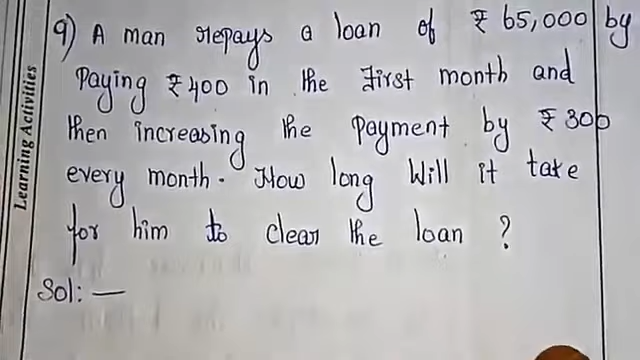 9) A man repays a loan of ₹ 65,000 by
Paying ₹ 400 in the First month and
then increasing the Payment by ₹ 300
every month. How long Will it take
for him to clear the loan ?
Sol: —
Learning Activities